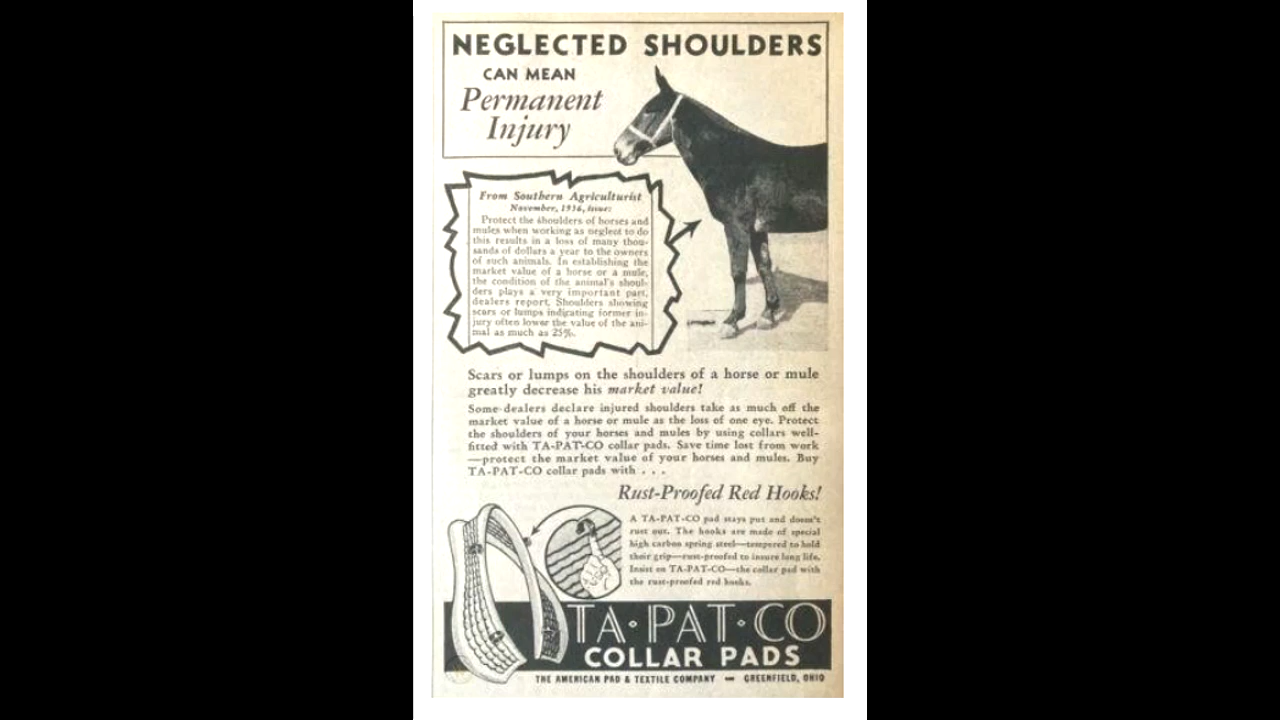 NEGLECTED SHOULDERS
CAN MEAN
Permanent
Injury
From Southern Agriculturist
November, 1936, issue:
Protect the shoulders of horses and
mules when working as neglect to do
this results in a loss of many thou-
sands of dollars a year to the owners
of such animals. In establishing the
market value of a horse or a mule,
the condition of the animal's shoul-
ders plays a very important part,
dealers report. Shoulders showing
scars or lumps indicating former in-
jury often lower the value of the ani-
mal as much as 25%.
Scars or lumps on the shoulders of a horse or mule
greatly decrease his market value!
Some dealers declare injured shoulders take as much off the
market value of a horse or mule as the loss of one eye. Protect
the shoulders of your horses and mules by using collars well-
fitted with TA-PAT-CO collar pads. Save time lost from work
—protect the market value of your horses and mules. Buy
TA-PAT-CO collar pads with . . .
Rust-Proofed Red Hooks!
A TA-PAT-CO pad stays put and doesn't
rust out. The hooks are made of special
high carbon spring steel—tempered to hold
their grip—rust-proofed to insure long life.
Insist on TA-PAT-CO—the collar pad with
the rust-proofed red hooks.
TA·PAT·CO
COLLAR PADS
THE AMERICAN PAD & TEXTILE COMPANY — GREENFIELD, OHIO